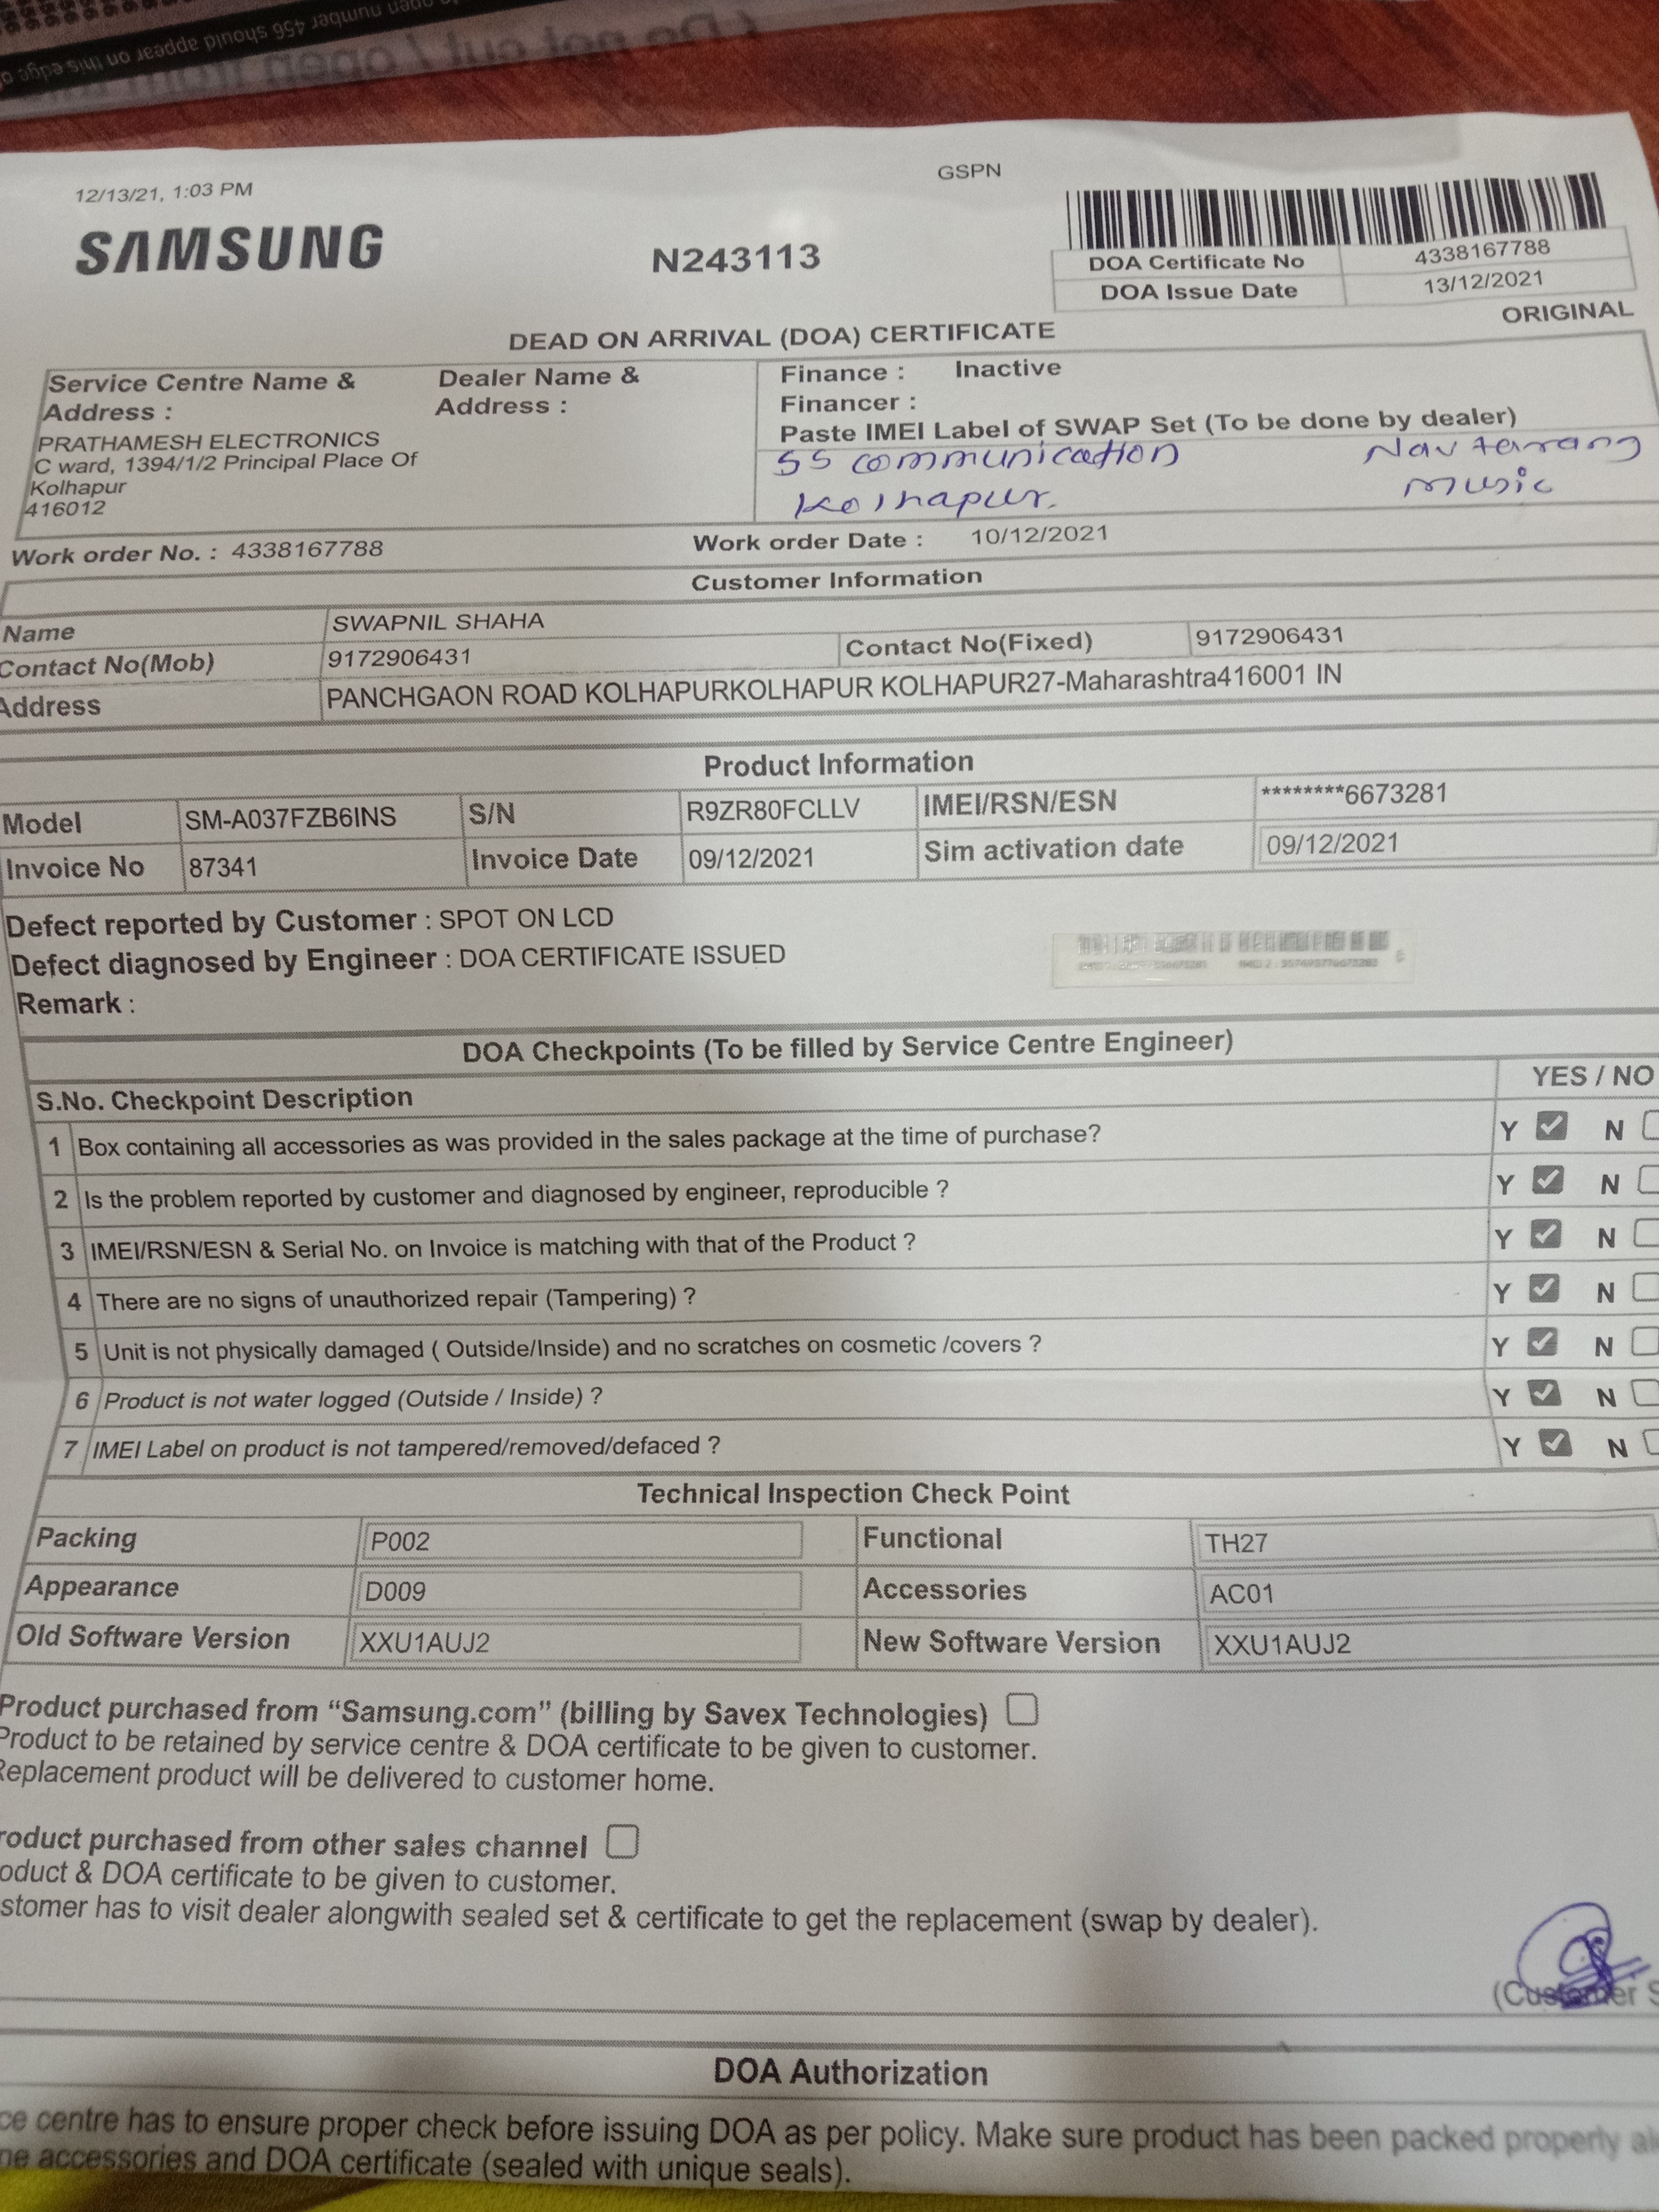 open number 456 should appear on this edge
(Do not cut / open from this
12/13/21, 1:03 PM
GSPN
SAMSUNG
N243113
DOA Certificate No 4338167788
DOA Issue Date 13/12/2021
ORIGINAL
DEAD ON ARRIVAL (DOA) CERTIFICATE
Service Centre Name &
Address :
PRATHAMESH ELECTRONICS
C ward, 1394/1/2 Principal Place Of
Kolhapur
416012
Dealer Name &
Address :
Finance : Inactive
Financer :
Paste IMEI Label of SWAP Set (To be done by dealer)
SS communication Navtarang
Kolhapur. music
Work order No. : 4338167788 Work order Date : 10/12/2021
Customer Information
Name SWAPNIL SHAHA
Contact No(Mob) 9172906431 Contact No(Fixed) 9172906431
Address PANCHGAON ROAD KOLHAPURKOLHAPUR KOLHAPUR27-Maharashtra416001 IN
Product Information
Model SM-A037FZB6INS S/N R9ZR80FCLLV IMEI/RSN/ESN ********6673281
Invoice No 87341 Invoice Date 09/12/2021 Sim activation date 09/12/2021
Defect reported by Customer : SPOT ON LCD
Defect diagnosed by Engineer : DOA CERTIFICATE ISSUED
Remark :
DOA Checkpoints (To be filled by Service Centre Engineer)
S.No. Checkpoint Description YES / NO
1 Box containing all accessories as was provided in the sales package at the time of purchase? Y N
2 Is the problem reported by customer and diagnosed by engineer, reproducible ? Y N
3 IMEI/RSN/ESN & Serial No. on Invoice is matching with that of the Product ? Y N
4 There are no signs of unauthorized repair (Tampering) ? Y N
5 Unit is not physically damaged ( Outside/Inside) and no scratches on cosmetic /covers ? Y N
6 Product is not water logged (Outside / Inside) ? Y N
7 IMEI Label on product is not tampered/removed/defaced ? Y N
Technical Inspection Check Point
Packing P002 Functional TH27
Appearance D009 Accessories AC01
Old Software Version XXU1AUJ2 New Software Version XXU1AUJ2
Product purchased from “Samsung.com” (billing by Savex Technologies)
Product to be retained by service centre & DOA certificate to be given to customer.
Replacement product will be delivered to customer home.
roduct purchased from other sales channel
oduct & DOA certificate to be given to customer.
stomer has to visit dealer alongwith sealed set & certificate to get the replacement (swap by dealer).
(Customer S
DOA Authorization
ce centre has to ensure proper check before issuing DOA as per policy. Make sure product has been packed properly al
ne accessories and DOA certificate (sealed with unique seals).